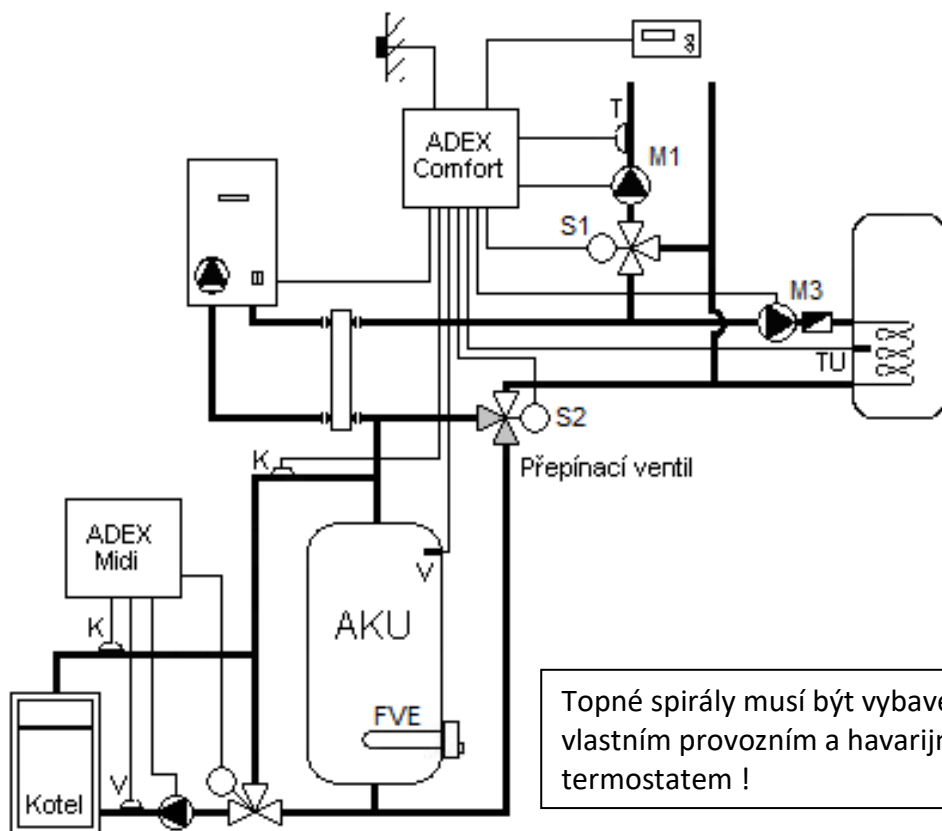 T
ADEX
Comfort
M1
S1
M3
TU
S2
K
Přepínací ventil
ADEX
Midi
V
K
AKU
Topné spirály musí být vybave
FVE
vlastním provozním a havarijn
termostatem !
V
Kotel